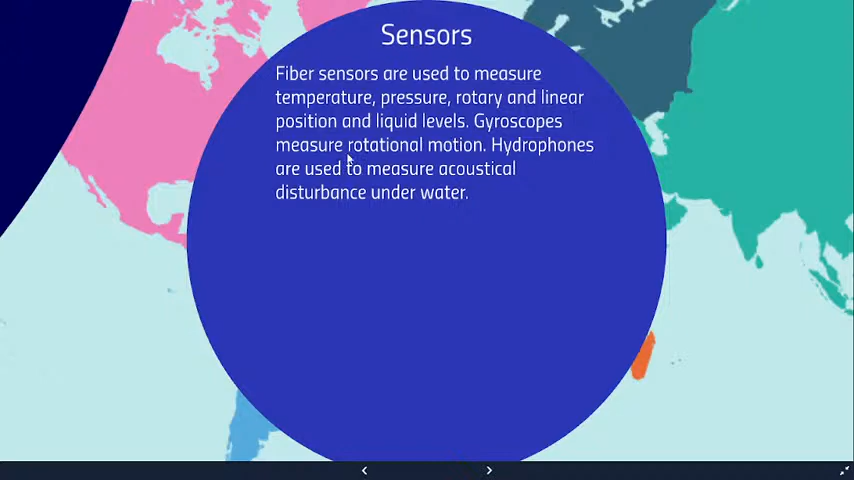 Sensors
Fiber sensors are used to measure
temperature, pressure, rotary and linear
position and liquid levels. Gyroscopes
measure rotational motion. Hydrophones
are used to measure acoustical
disturbance under water.